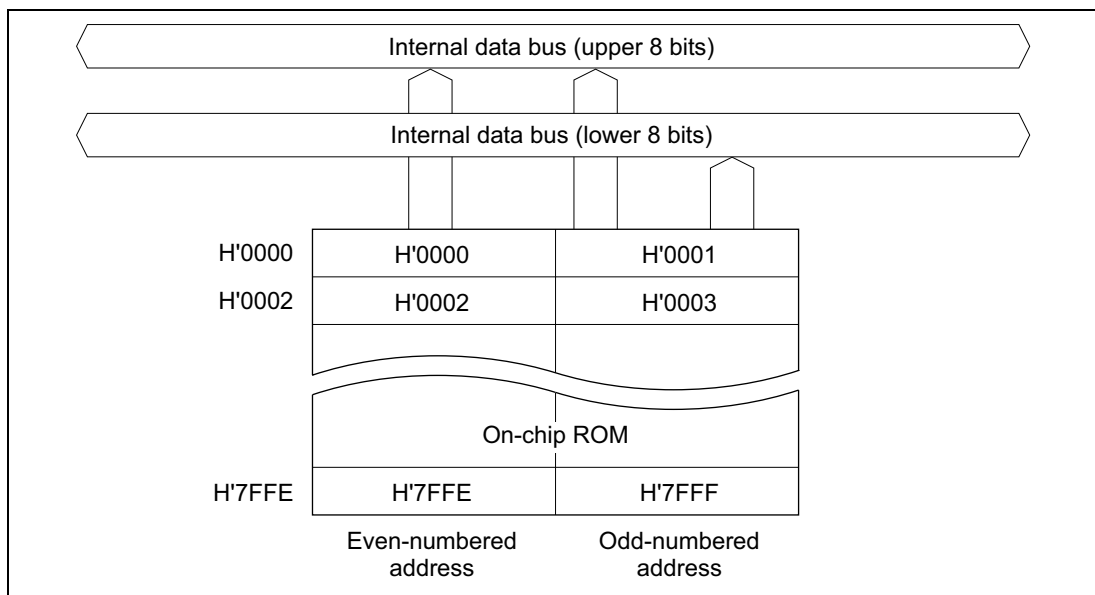 Internal data bus (upper 8 bits)
Internal data bus (lower 8 bits)
H'0000 H'0000 H'0001
H'0002 H'0002 H'0003
On-chip ROM
H'7FFE H'7FFE H'7FFF
Even-numbered address
Odd-numbered address